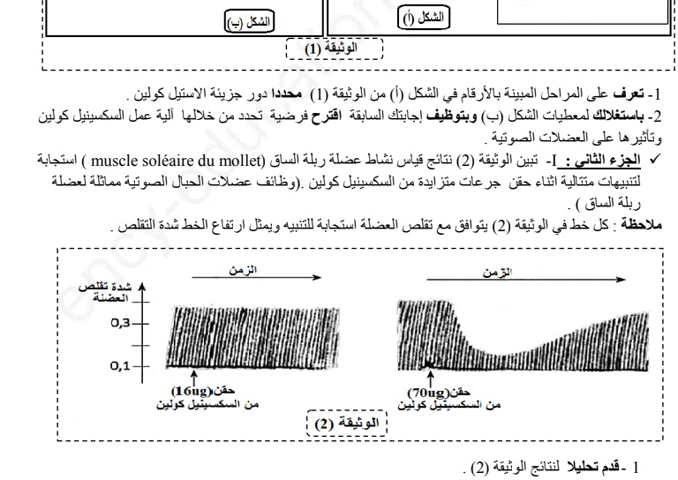 الشكل (أ)
الشكل (ب)
الوثيقة (1)
1- تعرف على المراحل المبينة بالأرقام في الشكل (أ) من الوثيقة (1) محددا دور جزيئة الاستيل كولين .
2- باستغلالك لمعطيات الشكل (ب) وبتوظيف إجابتك السابقة اقترح فرضية تحدد من خلالها آلية عمل السكسينيل كولين
وتأثيرها على العضلات الصوتية .
✓ الجزء الثاني : I- تبين الوثيقة (2) نتائج قياس نشاط عضلة ربلة الساق (muscle soléaire du mollet ) استجابة
لتنبيهات متتالية اثناء حقن جرعات متزايدة من السكسينيل كولين .(وظائف عضلات الحبال الصوتية مماثلة لعضلة
ربلة الساق ) .
ملاحظة : كل خط في الوثيقة (2) يتوافق مع تقلص العضلة استجابة للتنبيه ويمثل ارتفاع الخط شدة التقلص .
الزمن
الزمن
شدة تقلص
العضلة
0,3
0,1
حقن(16ug)
من السكسينيل كولين
حقن(70ug)
من السكسينيل كولين
الوثيقة (2)
1 -قدم تحليلا لنتائج الوثيقة (2) .